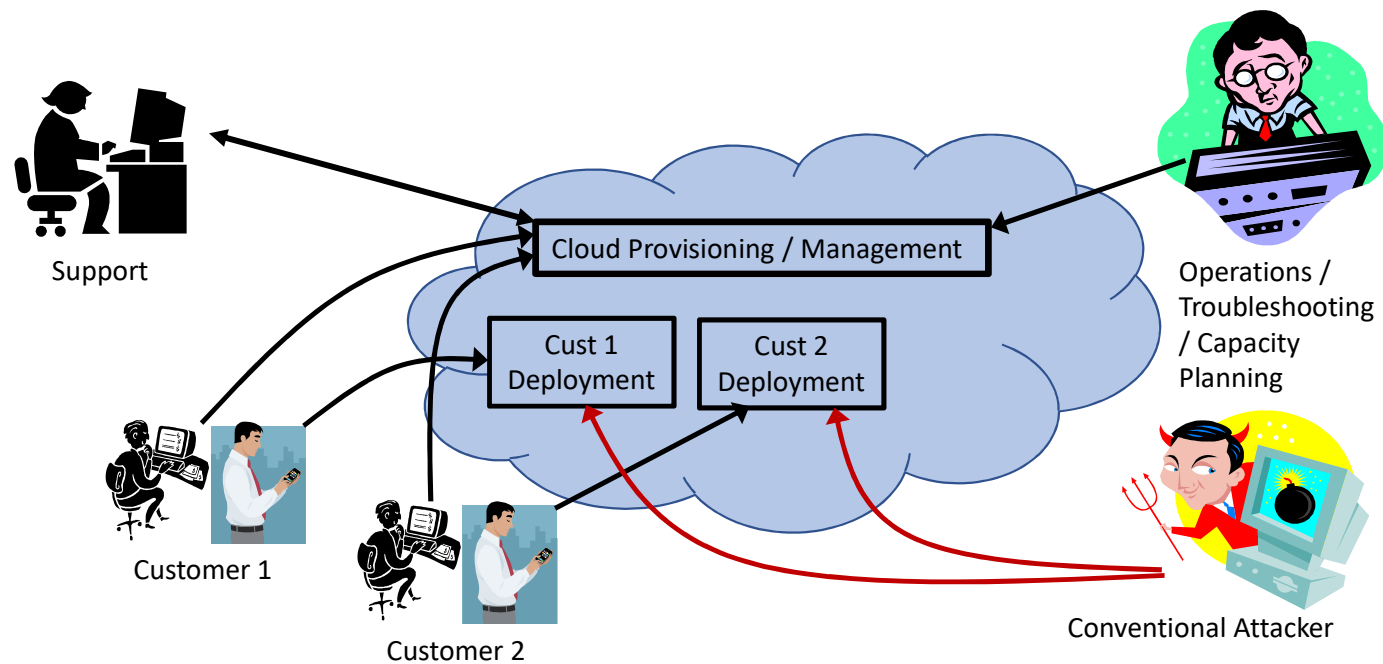 Support
Cloud Provisioning / Management
Operations /
Troubleshooting
/ Capacity
Planning
Cust 1
Deployment
Cust 2
Deployment
Customer 1
Customer 2
Conventional Attacker